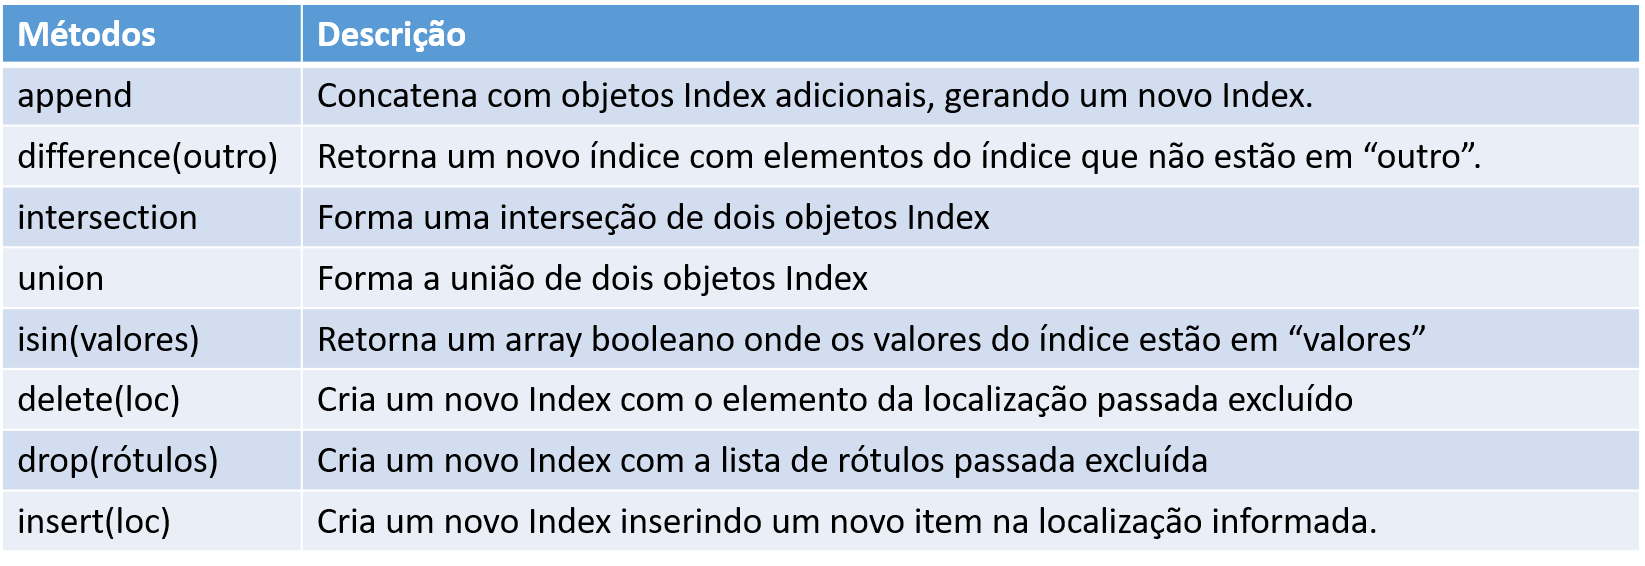 Métodos Descrição
append Concatena com objetos Index adicionais, gerando um novo Index.
difference(outro) Retorna um novo índice com elementos do índice que não estão em “outro”.
intersection Forma uma interseção de dois objetos Index
union Forma a união de dois objetos Index
isin(valores) Retorna um array booleano onde os valores do índice estão em “valores”
delete(loc) Cria um novo Index com o elemento da localização passada excluído
drop(rótulos) Cria um novo Index com a lista de rótulos passada excluída
insert(loc) Cria um novo Index inserindo um novo item na localização informada.